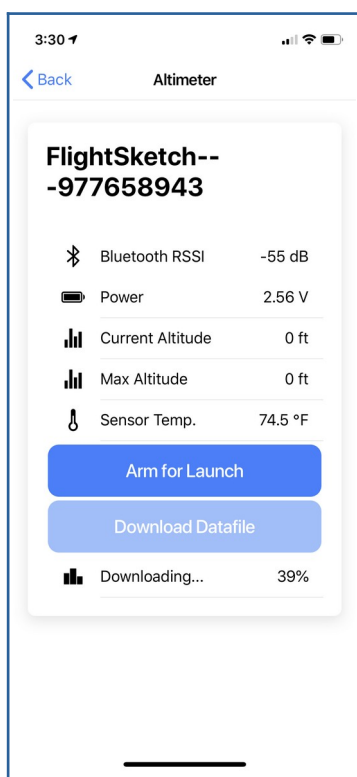 3:30
Back
Altimeter
FlightSketch--
-977658943
Bluetooth RSSI -55 dB
Power 2.56 V
Current Altitude 0 ft
Max Altitude 0 ft
Sensor Temp. 74.5 °F
Arm for Launch
Download Datafile
Downloading... 39%